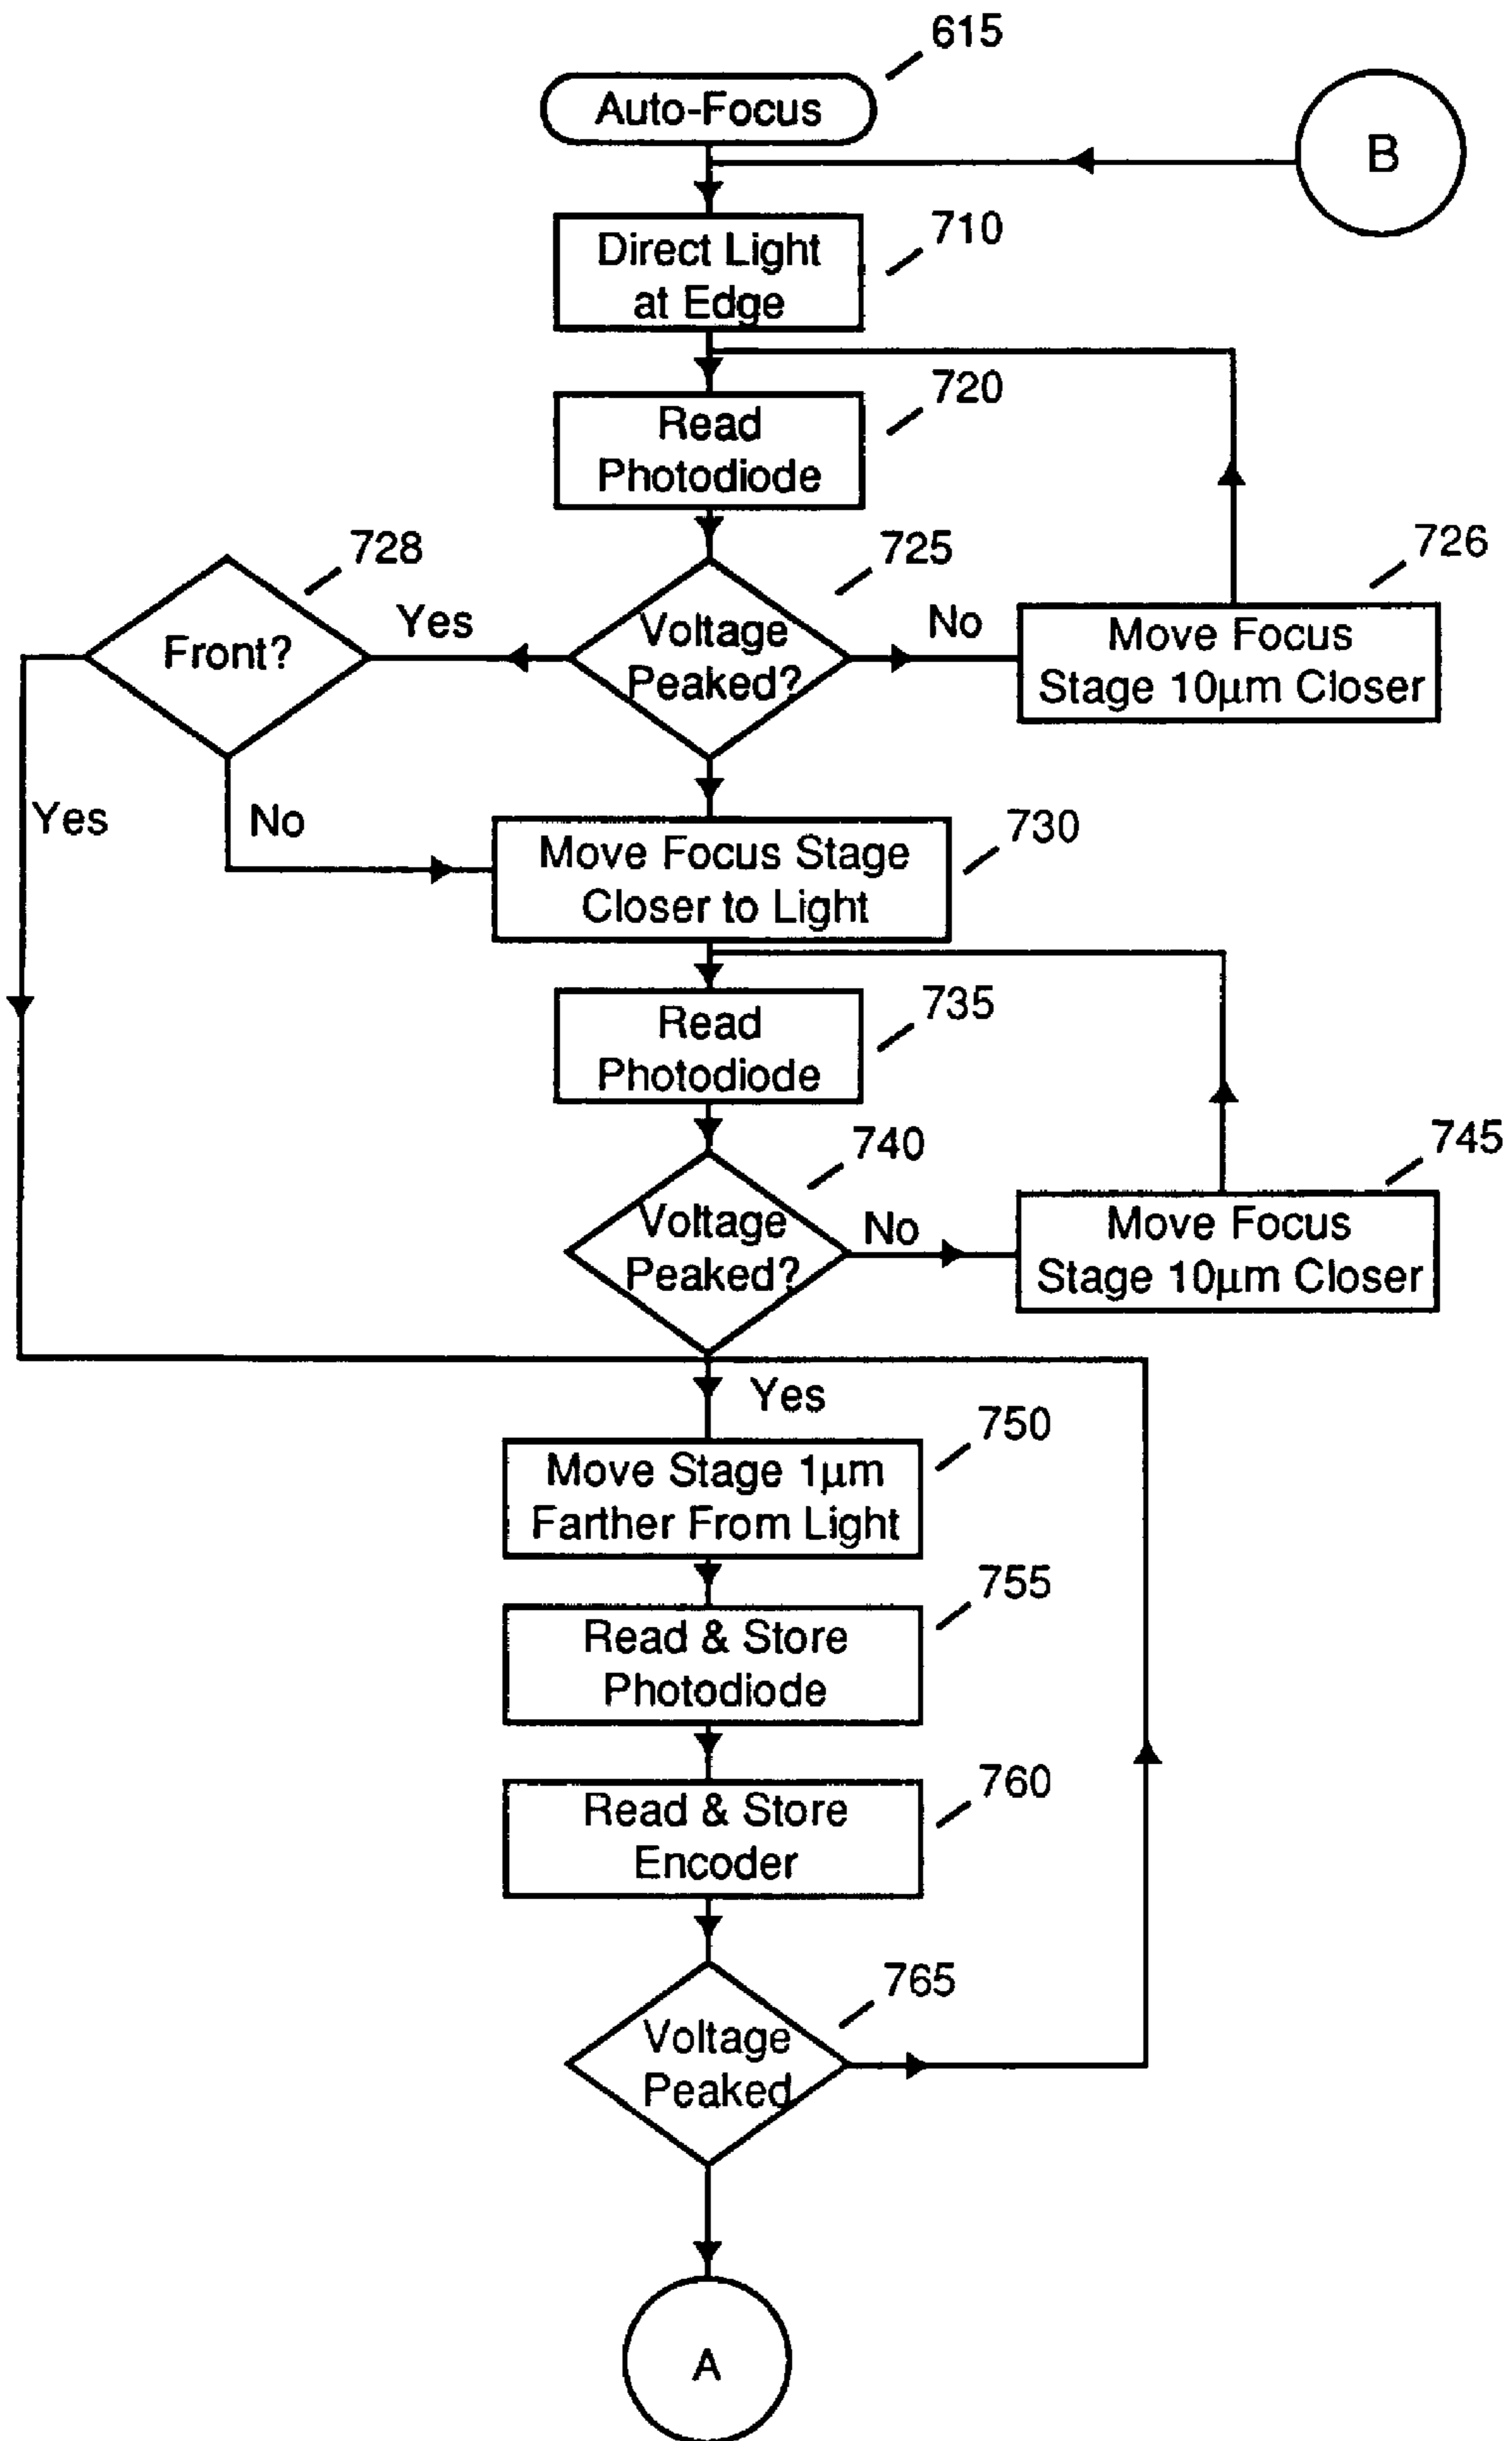 615
Auto-Focus
B
710
Direct Light
at Edge
720
Read
Photodiode
728
725
726
Front?
Yes
Voltage
Peaked?
No
Move Focus
Stage 10µm Closer
Yes
No
730
Move Focus Stage
Closer to Light
735
Read
Photodiode
740
745
Voltage
Peaked?
No
Move Focus
Stage 10µm Closer
Yes
750
Move Stage 1µm
Farther From Light
755
Read & Store
Photodiode
760
Read & Store
Encoder
765
Voltage
Peaked
A